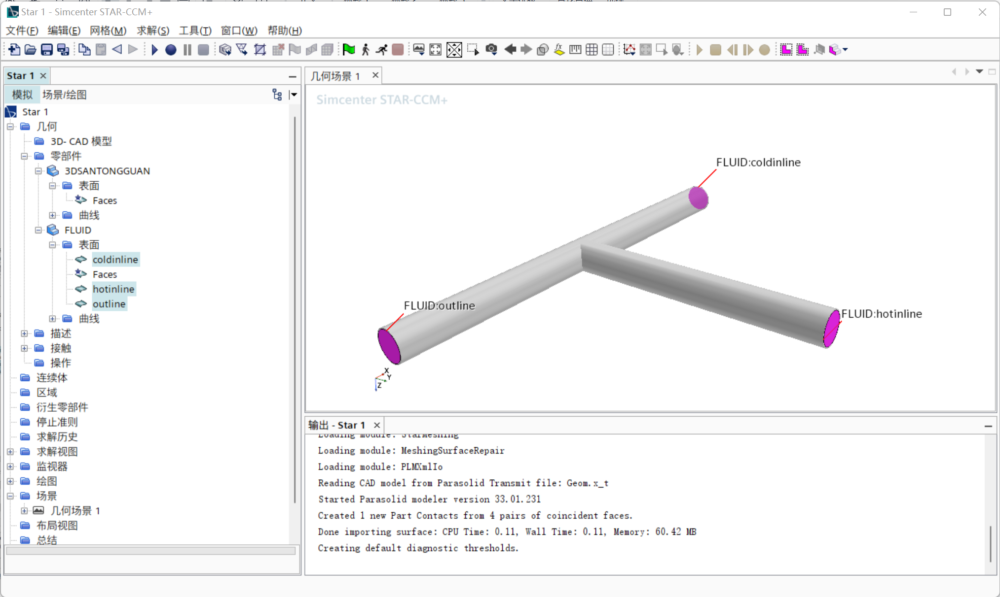 Star 1 - Simcenter STAR-CCM+
文件(F) 编辑(E) 网格(M) 求解(S) 工具(T) 窗口(W) 帮助(H)
Star 1
模拟 场景/绘图
Star 1
几何
3D- CAD 模型
零部件
3DSANTONGGUAN
表面
Faces
曲线
FLUID
表面
coldinline
Faces
hotinline
outline
曲线
描述
接触
操作
连续体
区域
衍生零部件
停止准则
求解历史
求解视图
监视器
绘图
场景
几何场景 1
布局视图
总结
几何场景 1
Simcenter STAR-CCM+
FLUID:coldinline
FLUID:outline
FLUID:hotinline
X
Y
Z
输出 - Star 1
Loading module: StarMeshing
Loading module: MeshingSurfaceRepair
Loading module: PLMXmlIo
Reading CAD model from Parasolid Transmit file: Geom.x_t
Started Parasolid modeler version 33.01.231
Created 1 new Part Contacts from 4 pairs of coincident faces.
Done importing surface: CPU Time: 0.11, Wall Time: 0.11, Memory: 60.42 MB
Creating default diagnostic thresholds.